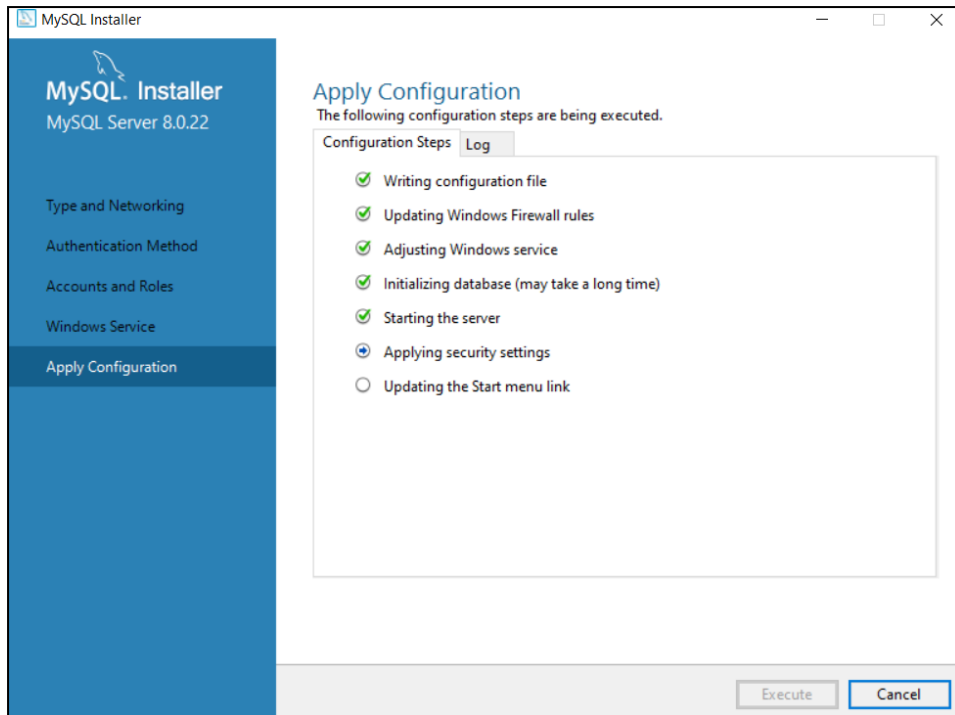 MySQL Installer
MySQL. Installer
MySQL Server 8.0.22
Type and Networking
Authentication Method
Accounts and Roles
Windows Service
Apply Configuration
Apply Configuration
The following configuration steps are being executed.
Configuration Steps Log
Writing configuration file
Updating Windows Firewall rules
Adjusting Windows service
Initializing database (may take a long time)
Starting the server
Applying security settings
Updating the Start menu link
Execute Cancel